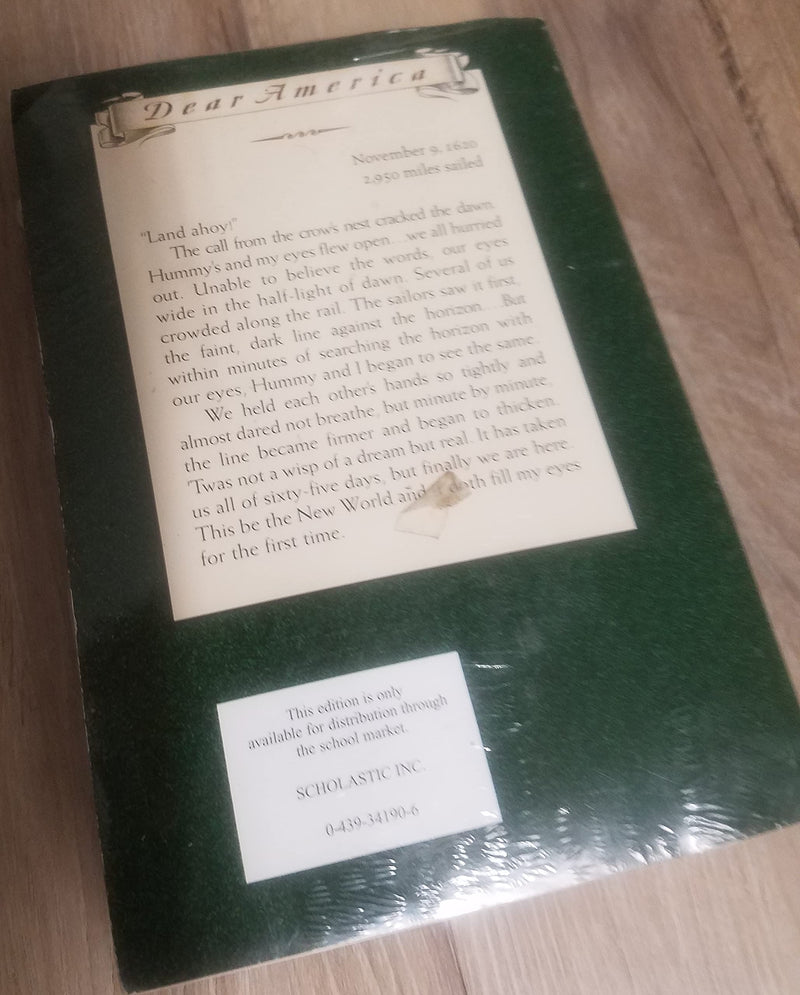 Dear America
November 9, 1620
2,950 miles sailed
"Land ahoy!"
The call from the crow's nest cracked the dawn.
Hummy's and my eyes flew open...we all hurried
out. Unable to believe the words, our eyes
wide in the half-light of dawn. Several of us
crowded along the rail. The sailors saw it first,
the faint, dark line against the horizon....But
within minutes of searching the horizon with
our eyes, Hummy and I began to see the same.
We held each other's hands so tightly and
almost dared not breathe, but minute by minute,
the line became firmer and began to thicken.
'Twas not a wisp of a dream but real. It has taken
us all of sixty-five days, but finally we are here.
This be the New World and doth fill my eyes
for the first time.
This edition is only
available for distribution through
the school market.
SCHOLASTIC INC.
0-439-34190-6